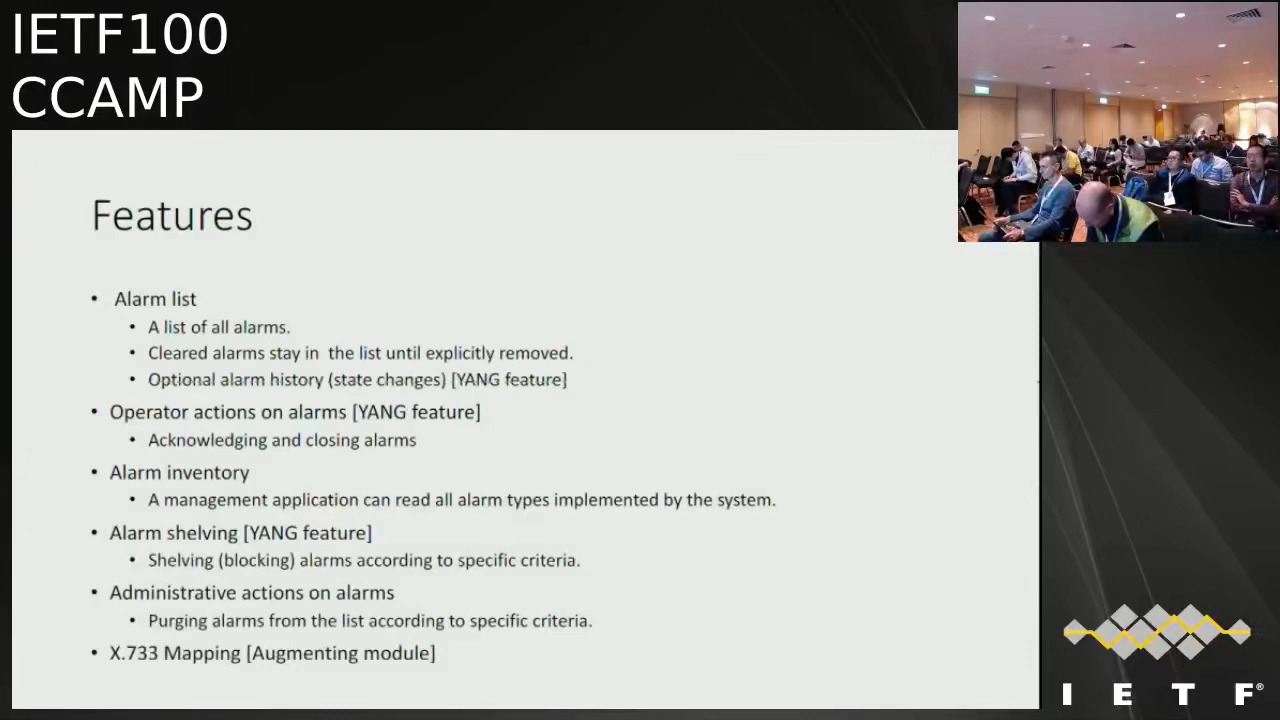 IETF100
CCAMP
Features
• Alarm list
• A list of all alarms.
• Cleared alarms stay in the list until explicitly removed.
• Optional alarm history (state changes) [YANG feature]
• Operator actions on alarms [YANG feature]
• Acknowledging and closing alarms
• Alarm inventory
• A management application can read all alarm types implemented by the system.
• Alarm shelving [YANG feature]
• Shelving (blocking) alarms according to specific criteria.
• Administrative actions on alarms
• Purging alarms from the list according to specific criteria.
• X.733 Mapping [Augmenting module]
I E T F®